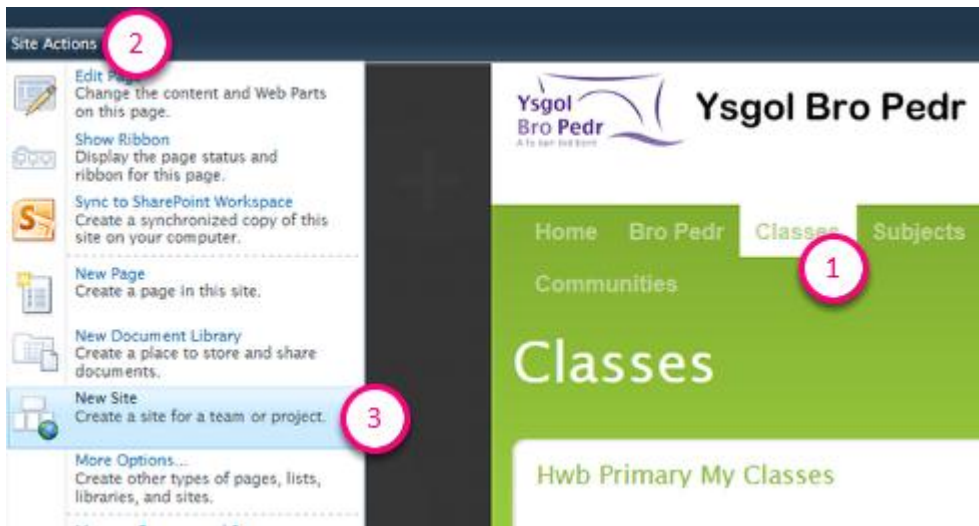 Site Actions
2
Edit Page
Change the content and Web Parts
on this page.
Show Ribbon
Display the page status and
ribbon for this page.
Sync to SharePoint Workspace
Create a synchronized copy of this
site on your computer.
New Page
Create a page in this site.
New Document Library
Create a place to store and share
documents.
New Site
Create a site for a team or project.
3
More Options...
Create other types of pages, lists,
libraries, and sites.
Ysgol
Bro Pedr
Ysgol Bro Pedr
Home Bro Pedr Classes Subjects
1
Communities
Classes
Hwb Primary My Classes